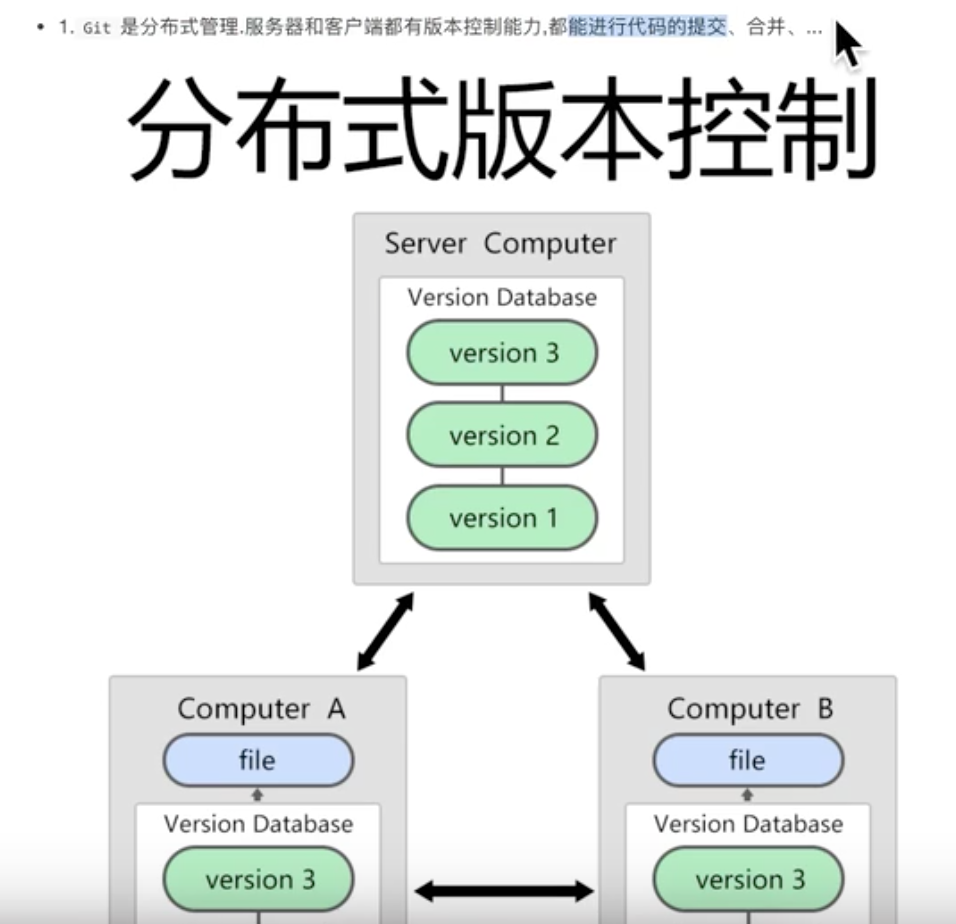 • 1. Git 是分布式管理.服务器和客户端都有版本控制能力,都能进行代码的提交、合并、...
分布式版本控制
Server Computer
Version Database
version 3
version 2
version 1
Computer A
file
Version Database
version 3
Computer B
file
Version Database
version 3